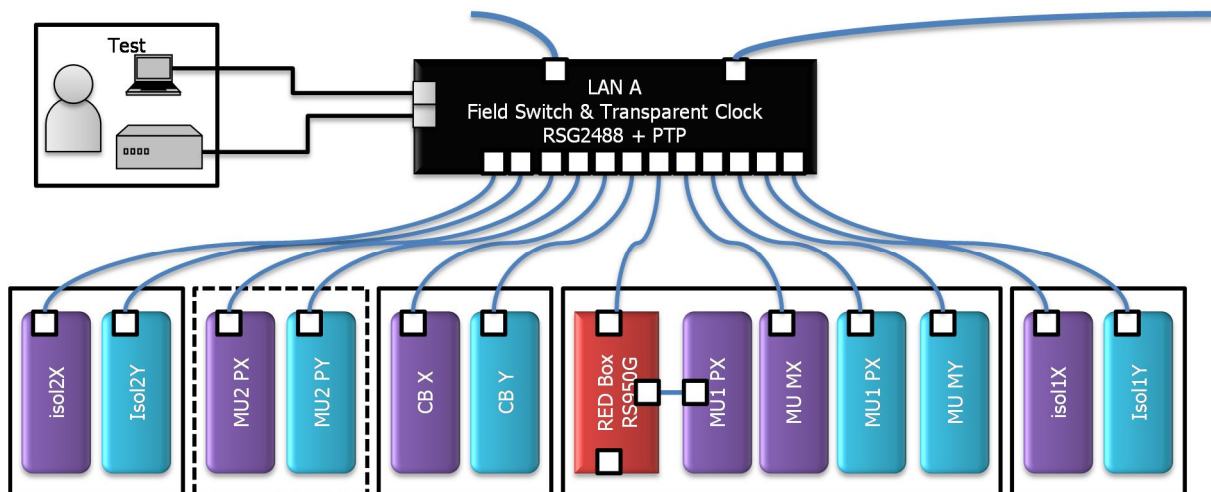 Test
LAN A
Field Switch & Transparent Clock
RSG2488 + PTP
isol2X
Isol2Y
MU2 PX
MU2 PY
CB X
CB Y
RED Box
RS950G
MU1 PX
MU MX
MU1 PX
MU MY
isol1X
Isol1Y